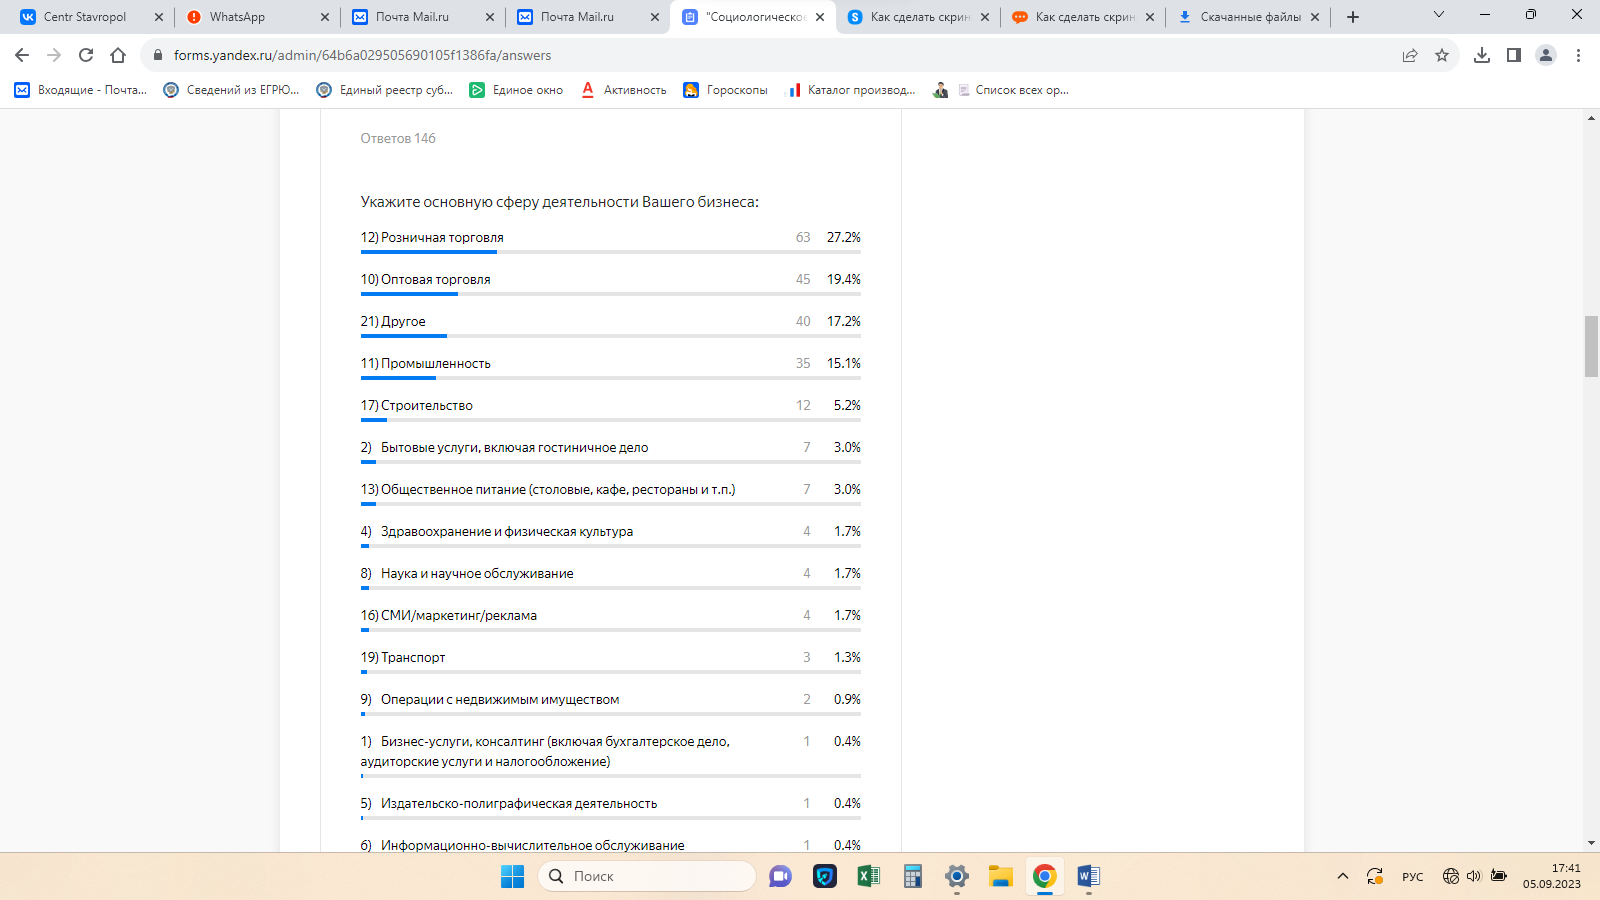 Centr Stavropol
WhatsApp
Почта Mail.ru
Почта Mail.ru
"Социологическое
Как сделать скрин
Как сделать скрин
Скачанные файлы
forms.yandex.ru/admin/64b6a029505690105f1386fa/answers
Входящие - Почта...
Сведений из ЕГРЮ...
Единый реестр суб...
Единое окно
Активность
Гороскопы
Каталог производ...
Список всех ор...
Ответов 146
Укажите основную сферу деятельности Вашего бизнеса:
12) Розничная торговля 63 27.2%
10) Оптовая торговля 45 19.4%
21) Другое 40 17.2%
11) Промышленность 35 15.1%
17) Строительство 12 5.2%
2) Бытовые услуги, включая гостиничное дело 7 3.0%
13) Общественное питание (столовые, кафе, рестораны и т.п.) 7 3.0%
4) Здравоохранение и физическая культура 4 1.7%
8) Наука и научное обслуживание 4 1.7%
16) СМИ/маркетинг/реклама 4 1.7%
19) Транспорт 3 1.3%
9) Операции с недвижимым имуществом 2 0.9%
1) Бизнес-услуги, консалтинг (включая бухгалтерское дело, 1 0.4%
аудиторские услуги и налогообложение)
5) Издательско-полиграфическая деятельность 1 0.4%
6) Информационно-вычислительное обслуживание 1 0.4%
Поиск
РУС
17:41
05.09.2023